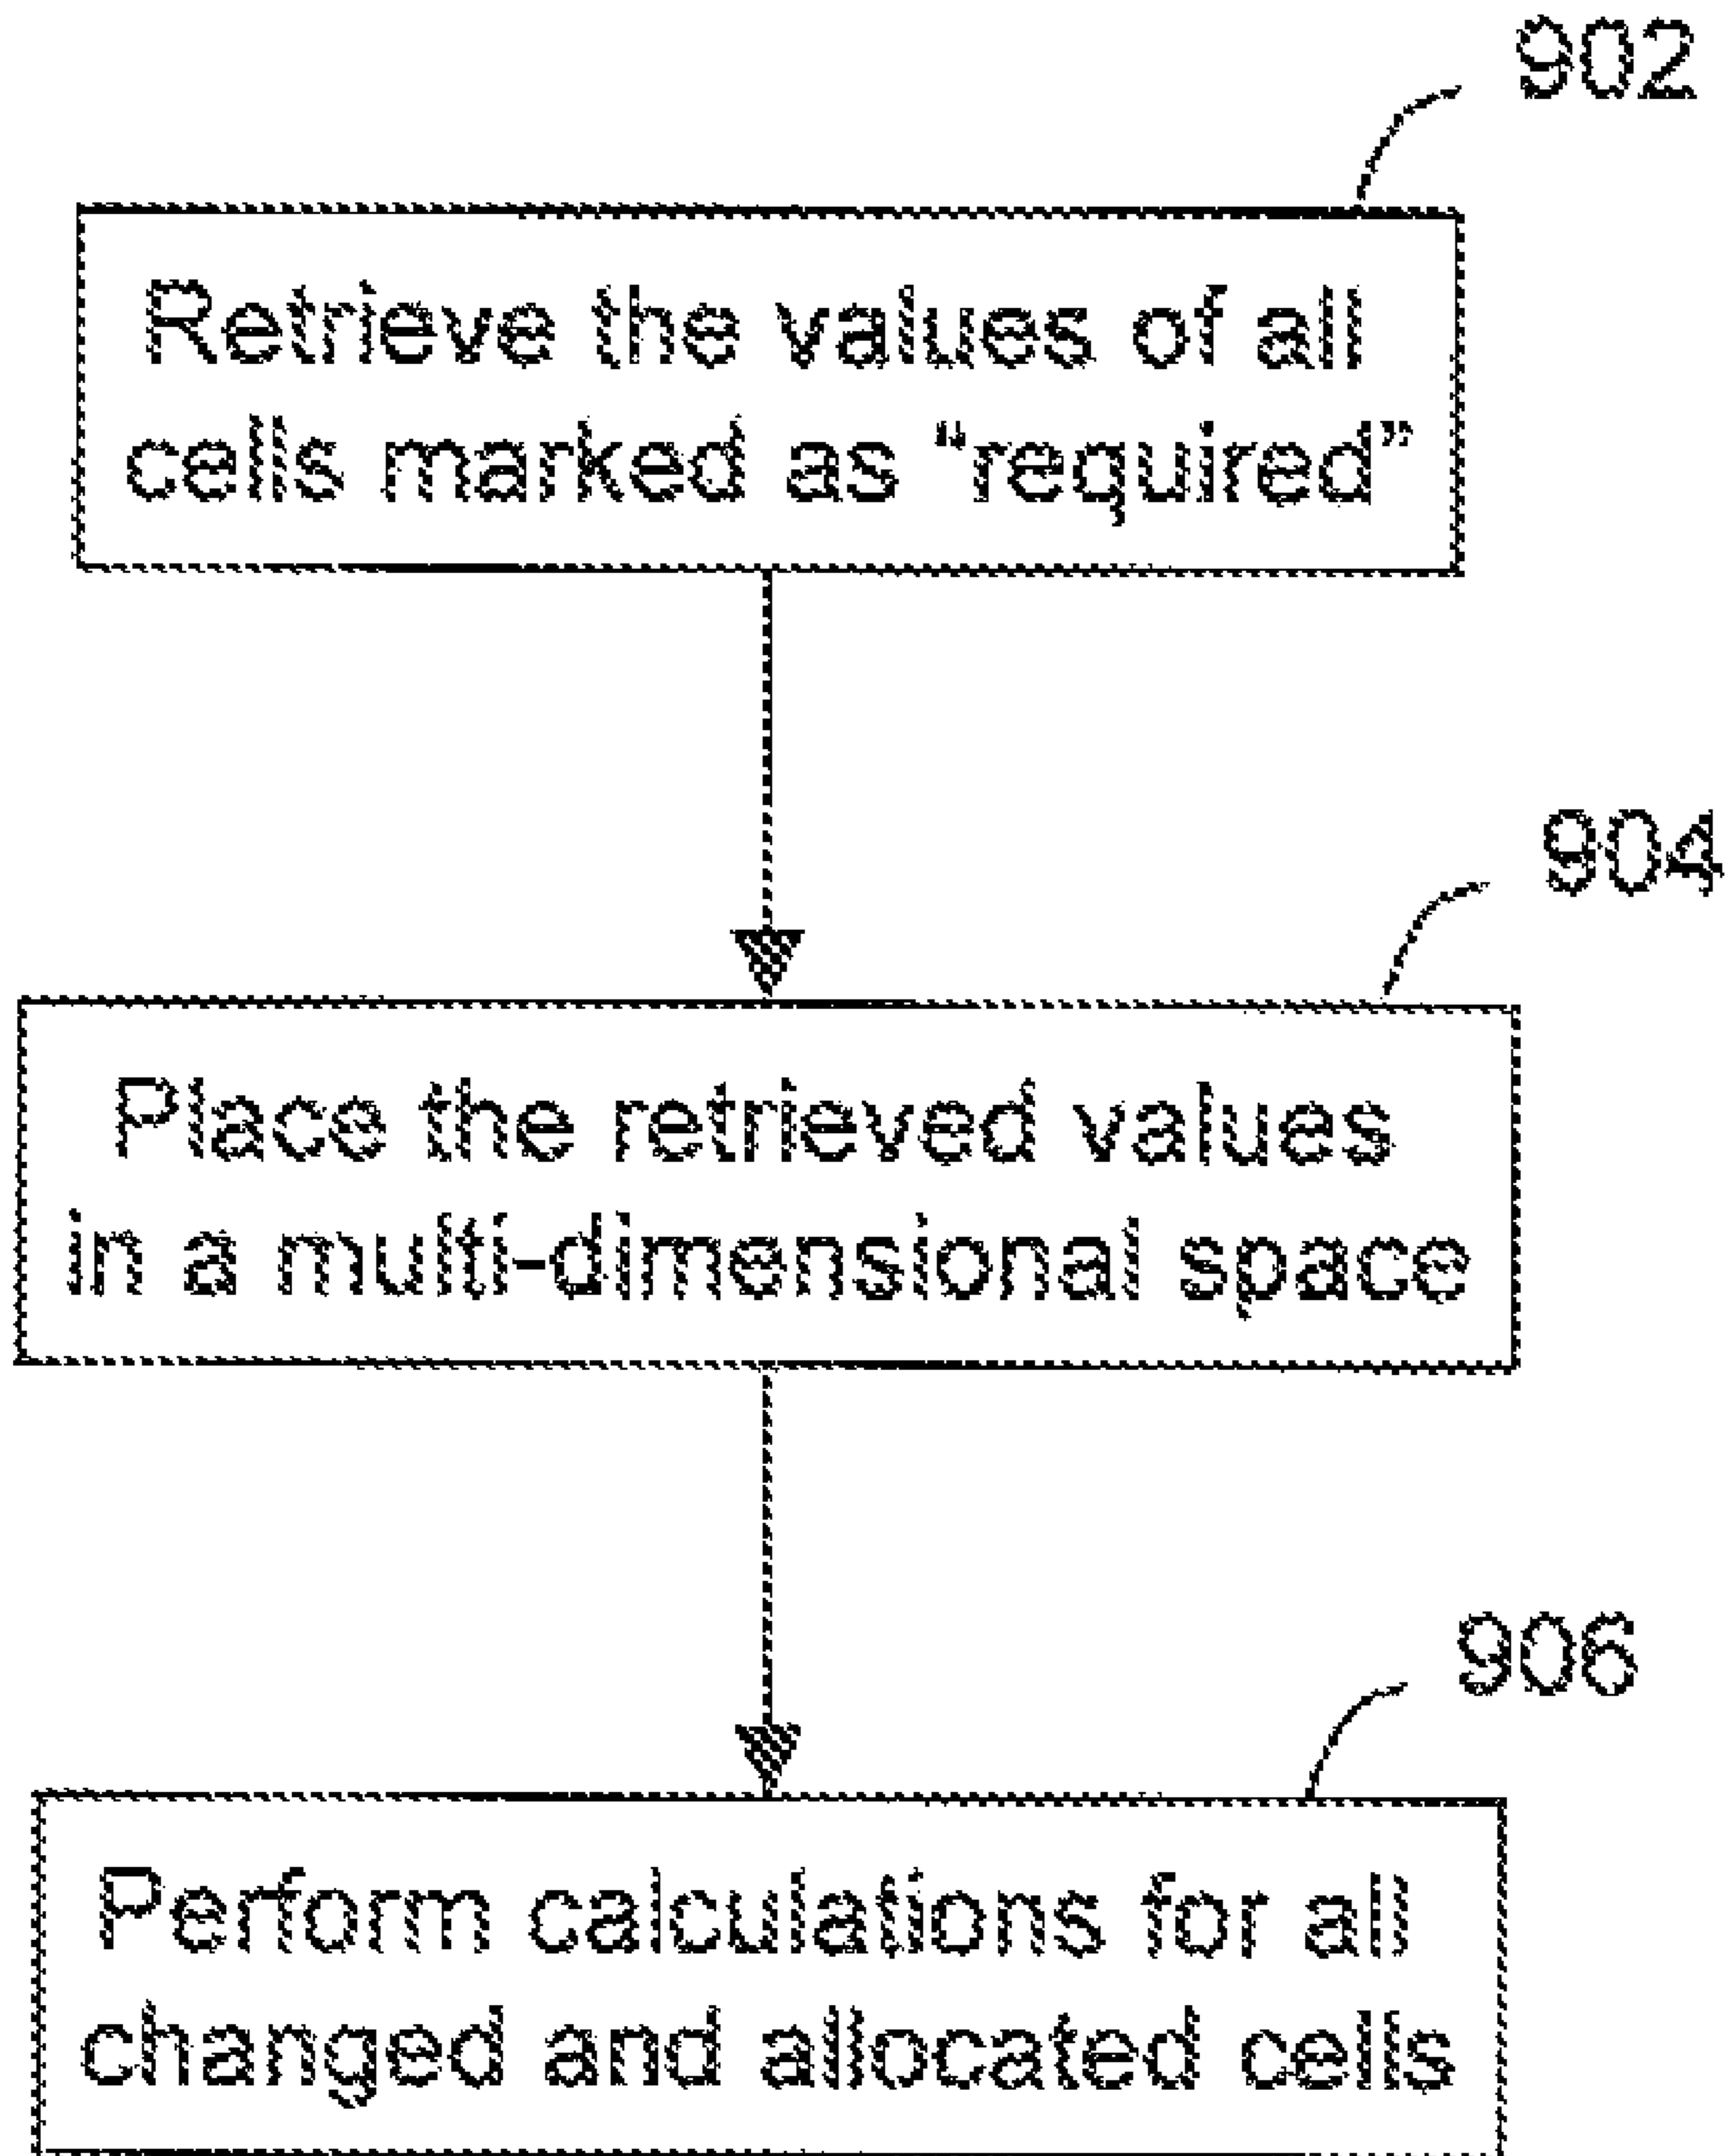 902
Retrieve the values of all
cells marked as “required”
904
Place the retrieved values
in a multi-dimensional space
906
Perform calculations for all
changed and allocated cells